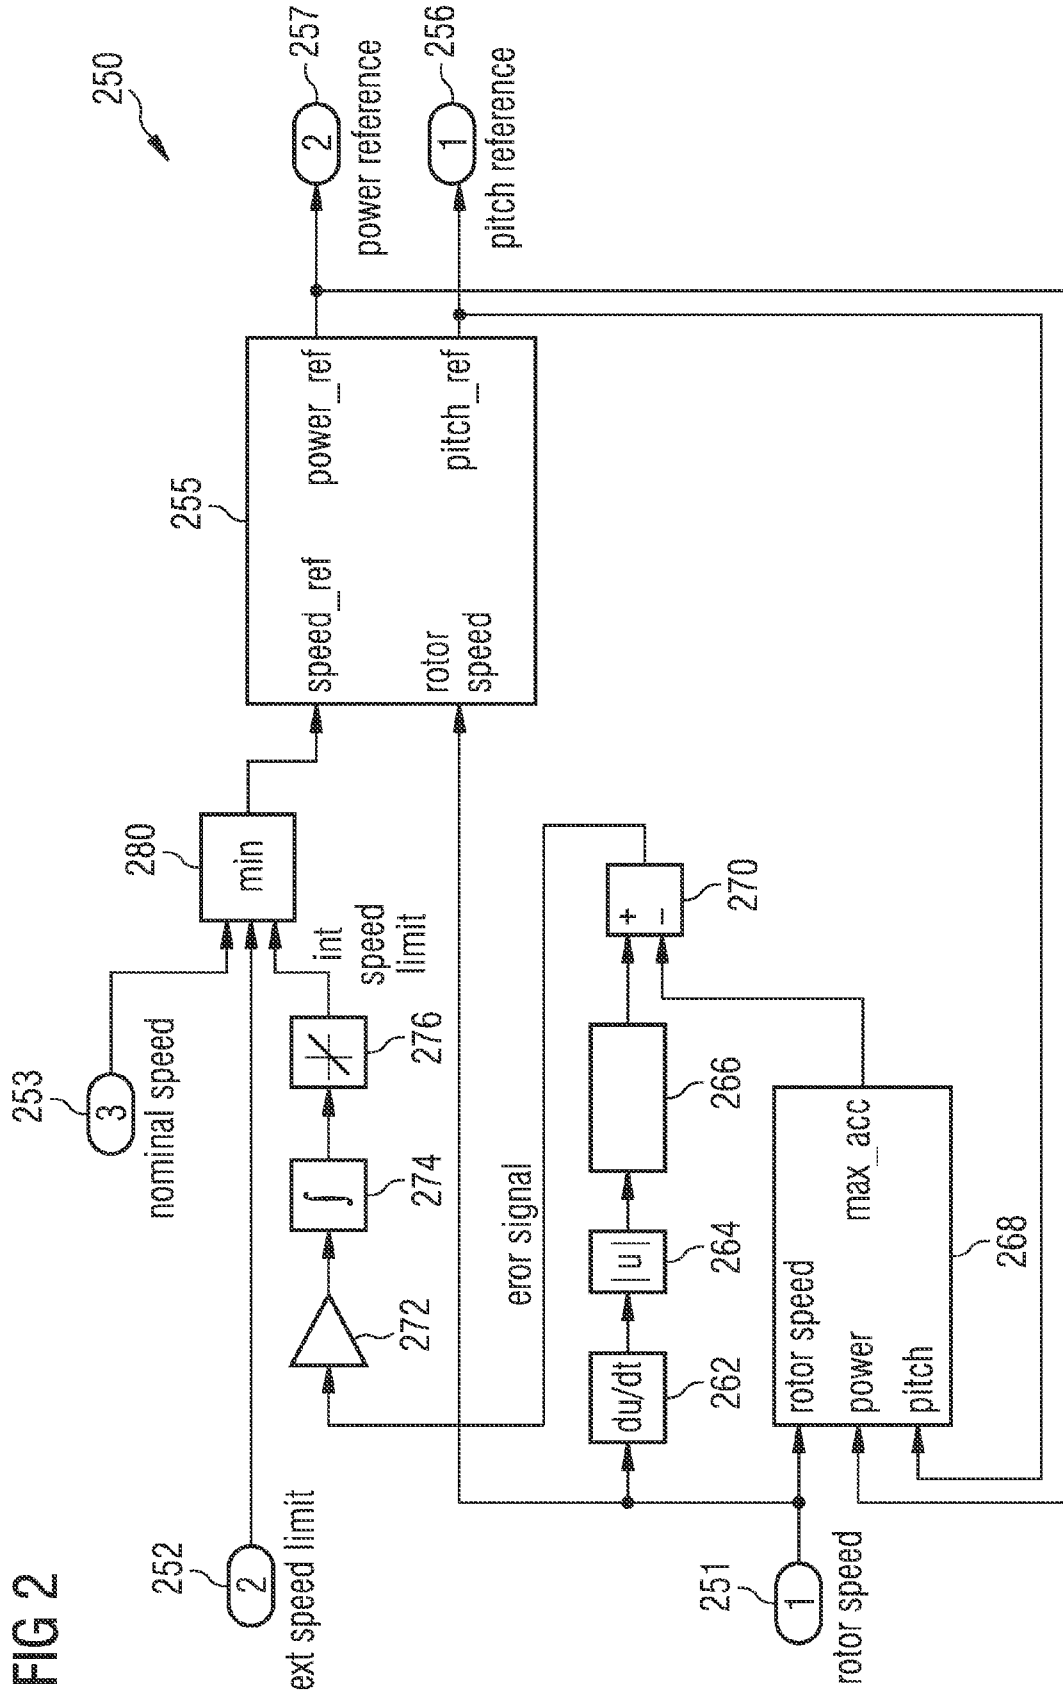 FIG 2
250
253
3
nominal speed
252
2
ext speed limit
280
min
int
speed
limit
276
∫
274
272
255
speed_ref
power_ref
rotor
speed
pitch_ref
2
257
power reference
1
256
pitch reference
eror signal
du/dt
262
|u|
264
266
+
−
270
251
1
rotor speed
rotor speed
power
pitch
max_acc
268